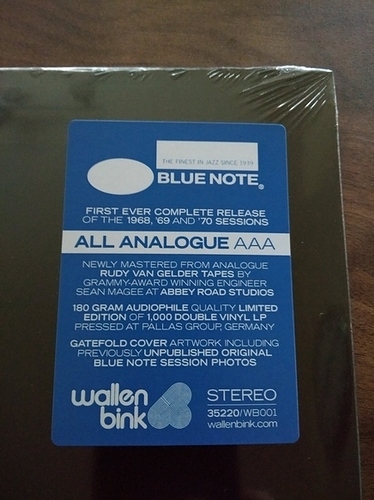 THE FINEST IN JAZZ SINCE 1939
BLUE NOTE®
FIRST EVER COMPLETE RELEASE
OF THE 1968, '69 AND '70 SESSIONS
ALL ANALOGUE AAA
NEWLY MASTERED FROM ANALOGUE
RUDY VAN GELDER TAPES BY
GRAMMY-AWARD WINNING ENGINEER
SEAN MAGEE AT ABBEY ROAD STUDIOS
180 GRAM AUDIOPHILE QUALITY LIMITED
EDITION OF 1,000 DOUBLE VINYL LP
PRESSED AT PALLAS GROUP, GERMANY
GATEFOLD COVER ARTWORK INCLUDING
PREVIOUSLY UNPUBLISHED ORIGINAL
BLUE NOTE SESSION PHOTOS
wallen
bink
STEREO
35220/WB001
wallenbink.com